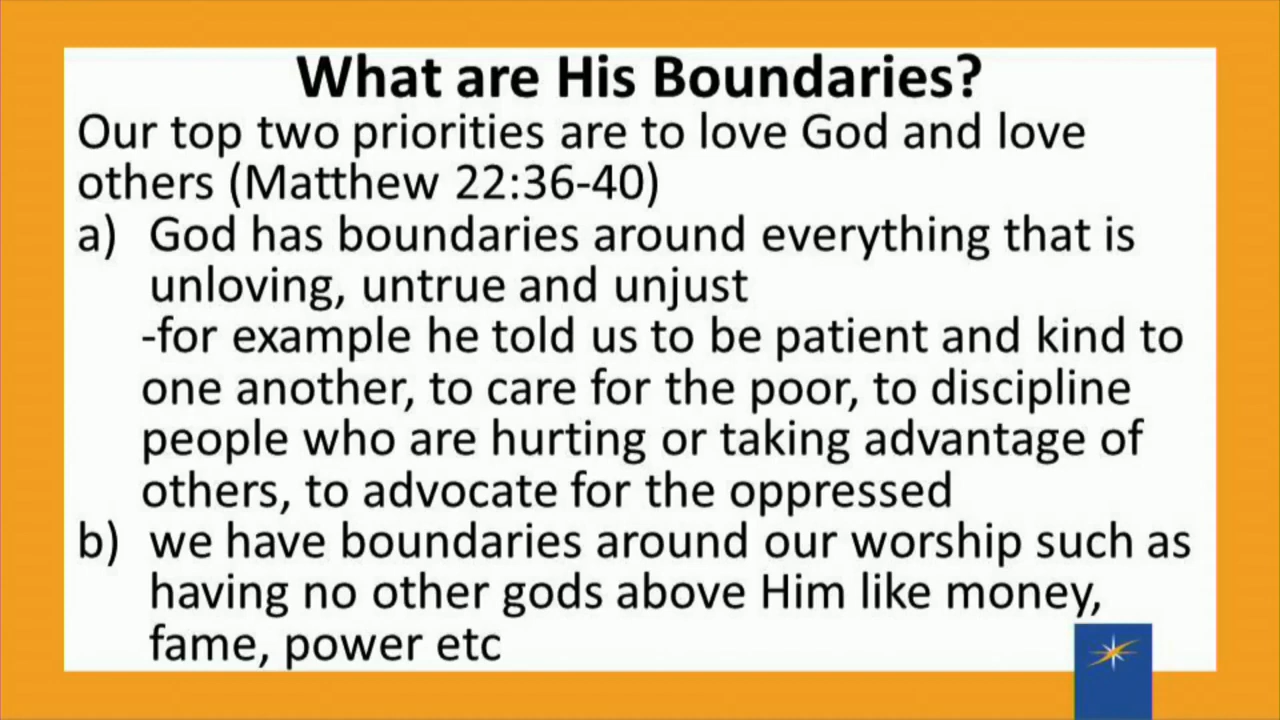 What are His Boundaries?
Our top two priorities are to love God and love
others (Matthew 22:36-40)
a) God has boundaries around everything that is
unloving, untrue and unjust
-for example he told us to be patient and kind to
one another, to care for the poor, to discipline
people who are hurting or taking advantage of
others, to advocate for the oppressed
b) we have boundaries around our worship such as
having no other gods above Him like money,
fame, power etc